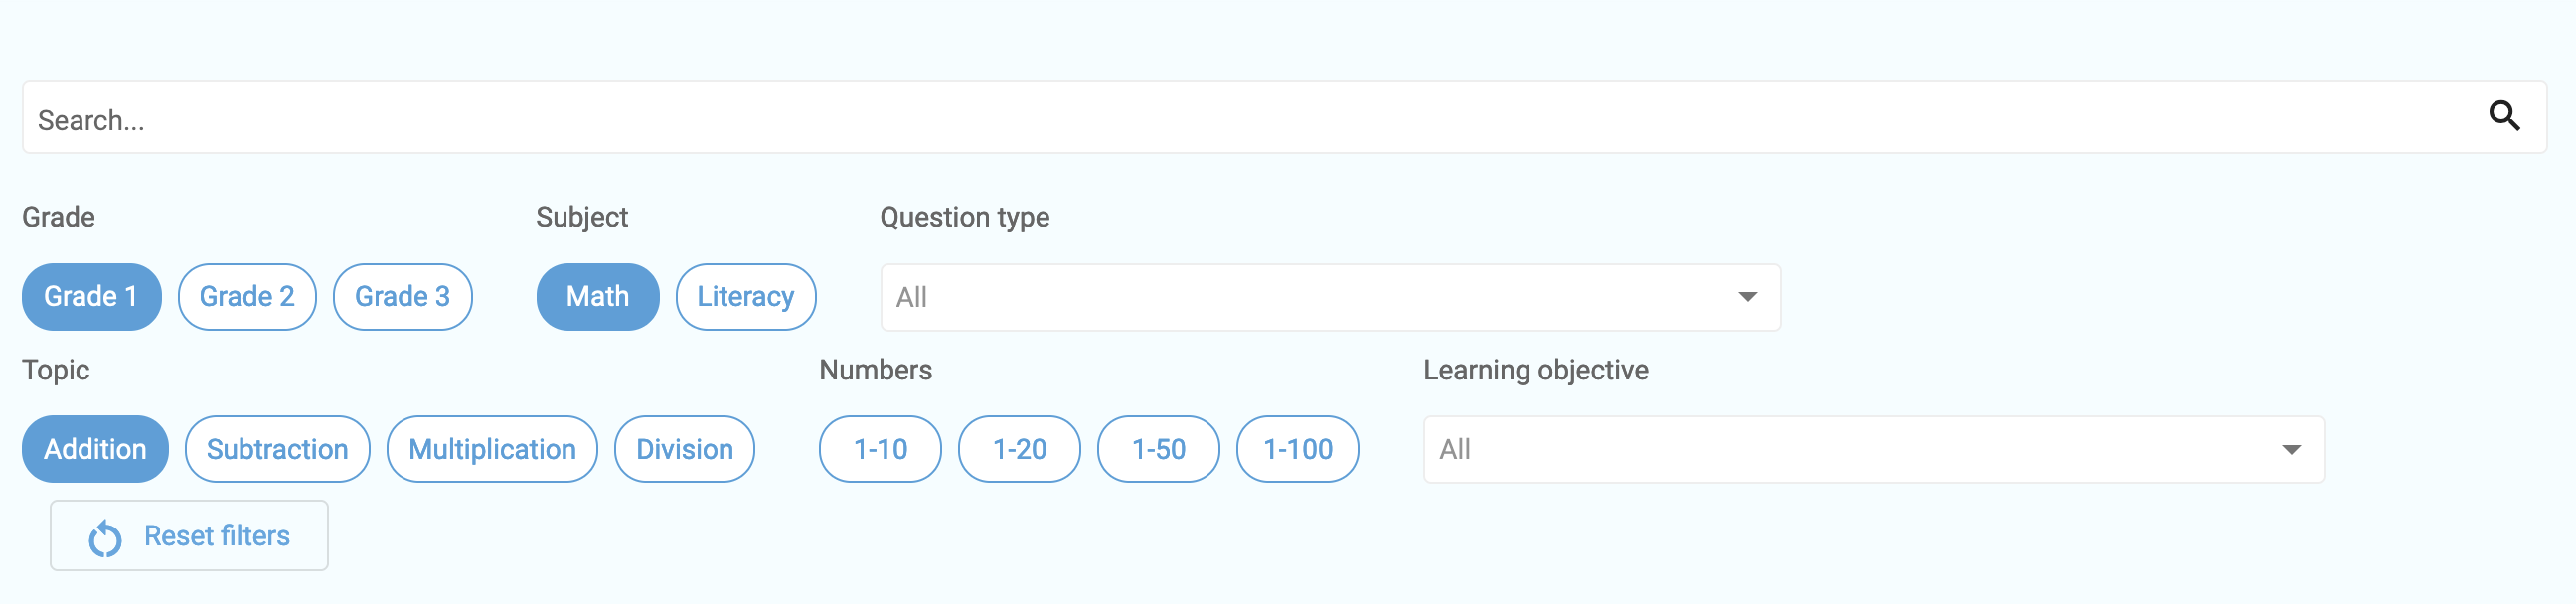 Search...
Grade Subject Question type
Grade 1 Grade 2 Grade 3 Math Literacy All
Topic Numbers Learning objective
Addition Subtraction Multiplication Division 1-10 1-20 1-50 1-100 All
Reset filters